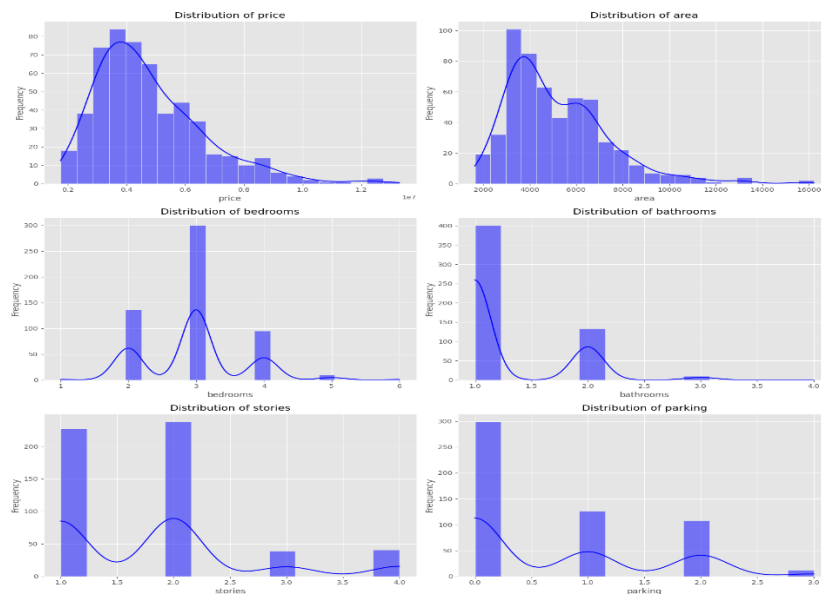 Distribution of price
Frequency
80
70
60
50
40
30
20
10
0
0.2 0.4 0.6 0.8 1.0 1.2
1e7
price
Distribution of area
Frequency
100
80
60
40
20
0
2000 4000 6000 8000 10000 12000 14000 16000
area
Distribution of bedrooms
Frequency
300
250
200
150
100
50
0
1 2 3 4 5 6
bedrooms
Distribution of bathrooms
Frequency
400
350
300
250
200
150
100
50
0
1.0 1.5 2.0 2.5 3.0 3.5 4.0
bathrooms
Distribution of stories
Frequency
200
150
100
50
0
1.0 1.5 2.0 2.5 3.0 3.5 4.0
stories
Distribution of parking
Frequency
300
250
200
150
100
50
0
0.0 0.5 1.0 1.5 2.0 2.5 3.0
parking